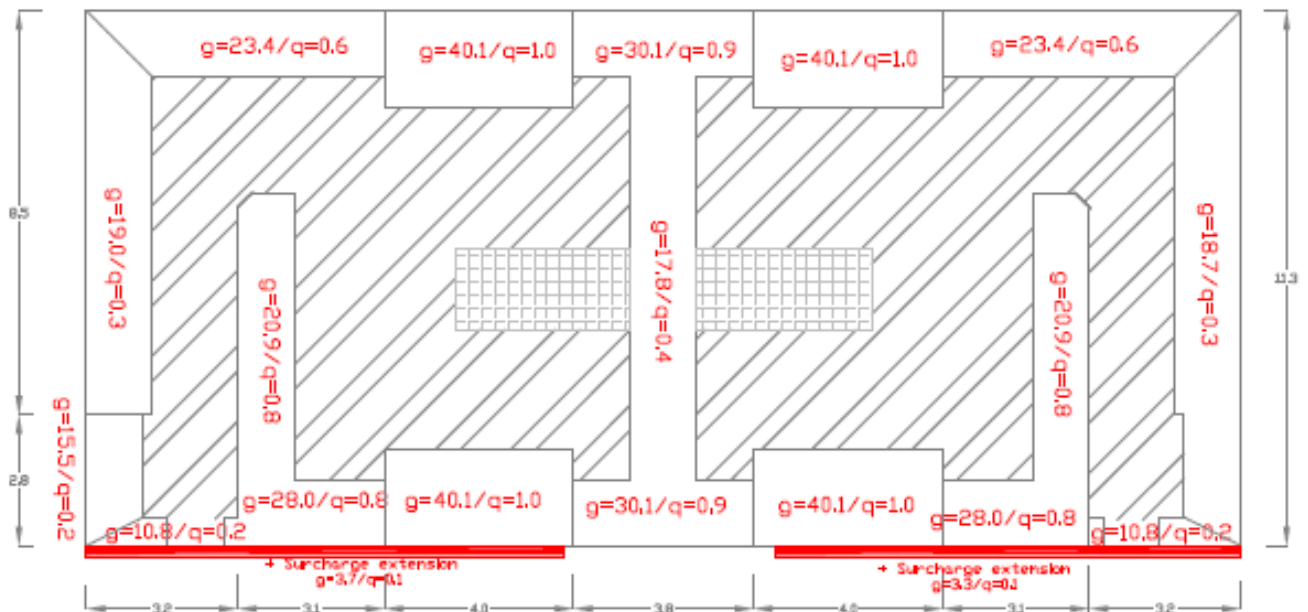 g=23.4/q=0.6
g=40.1/q=1.0
g=30.1/q=0.9
g=40.1/q=1.0
g=23.4/q=0.6
8.5
g=19.0/q=0.3
g=20.9/q=0.8
g=17.8/q=0.4
g=20.9/q=0.8
g=18.7/q=0.3
11.3
2.8
g=15.5/q=0.2
g=10.8/q=0.2
g=28.0/q=0.8
g=40.1/q=1.0
g=30.1/q=0.9
g=40.1/q=1.0
g=28.0/q=0.8
g=10.8/q=0.2
+ Surcharge extension
g=3.7/q=0.1
+ Surcharge extension
g=3.3/q=0.1
3.2
3.1
4.0
3.8
4.0
3.1
3.2